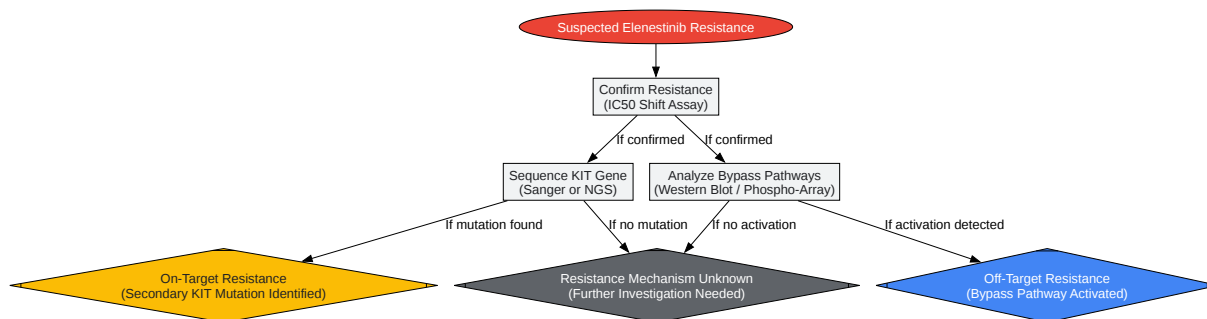 Suspected Elenestinib Resistance
Confirm Resistance
(IC50 Shift Assay)
If confirmed
If confirmed
Sequence KIT Gene
(Sanger or NGS)
Analyze Bypass Pathways
(Western Blot / Phospho-Array)
If mutation found
If no mutation
If no activation
If activation detected
On-Target Resistance
(Secondary KIT Mutation Identified)
Resistance Mechanism Unknown
(Further Investigation Needed)
Off-Target Resistance
(Bypass Pathway Activated)